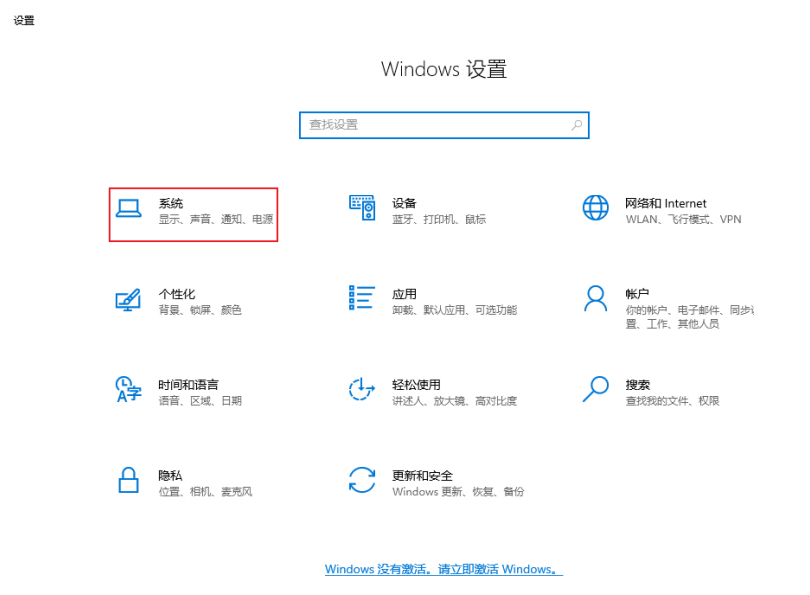 设置
Windows 设置
查找设置
系统
显示、声音、通知、电源
设备
蓝牙、打印机、鼠标
网络和 Internet
WLAN、飞行模式、VPN
个性化
背景、锁屏、颜色
应用
卸载、默认应用、可选功能
帐户
你的帐户、电子邮件、同步
置、工作、其他人员
时间和语言
语音、区域、日期
轻松使用
讲述人、放大镜、高对比度
搜索
查找我的文件、权限
隐私
位置、相机、麦克风
更新和安全
Windows 更新、恢复、备份
Windows 没有激活。请立即激活 Windows。